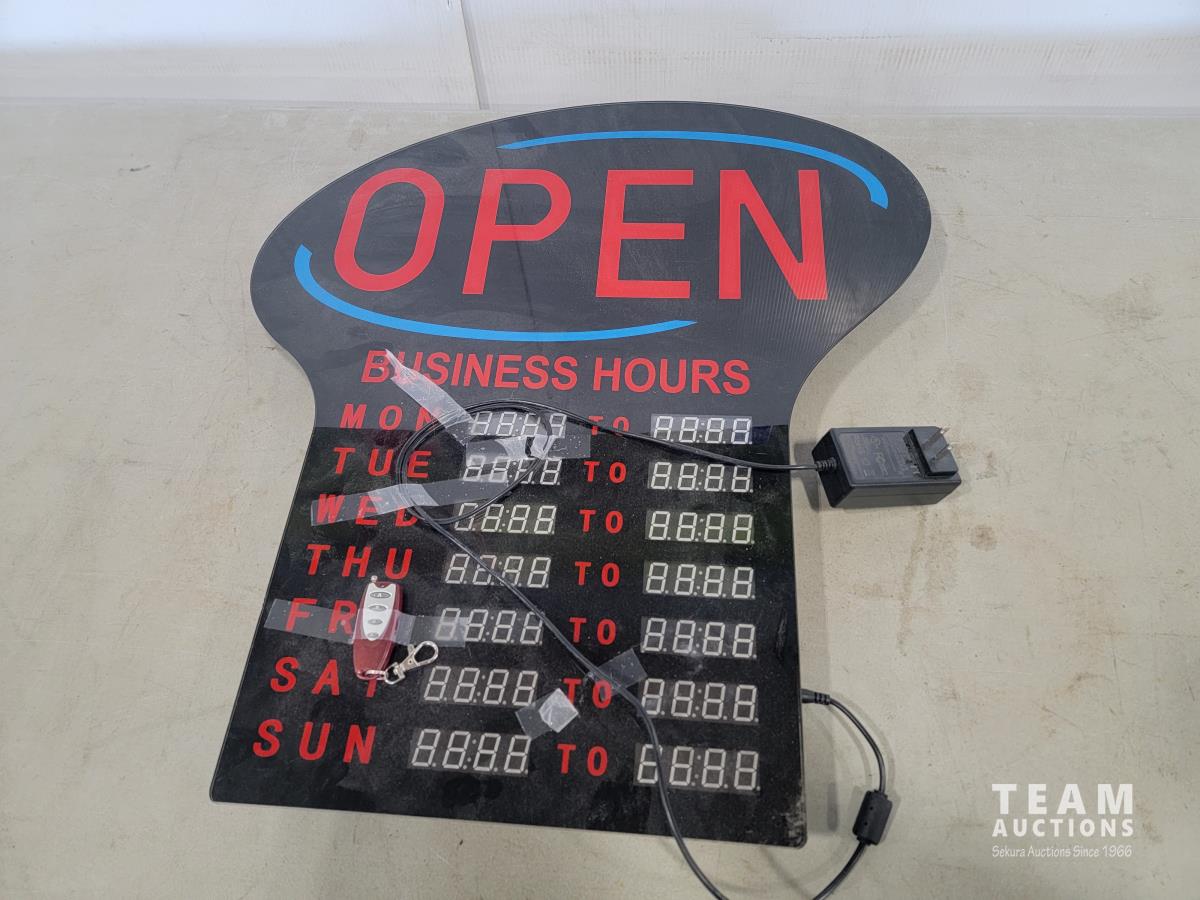 OPEN
BUSINESS HOURS
MON TO
TUE TO
WED TO
THU TO
FRI TO
SAT TO
SUN TO
TEAM
AUCTIONS
Sekura Auctions Since 1966